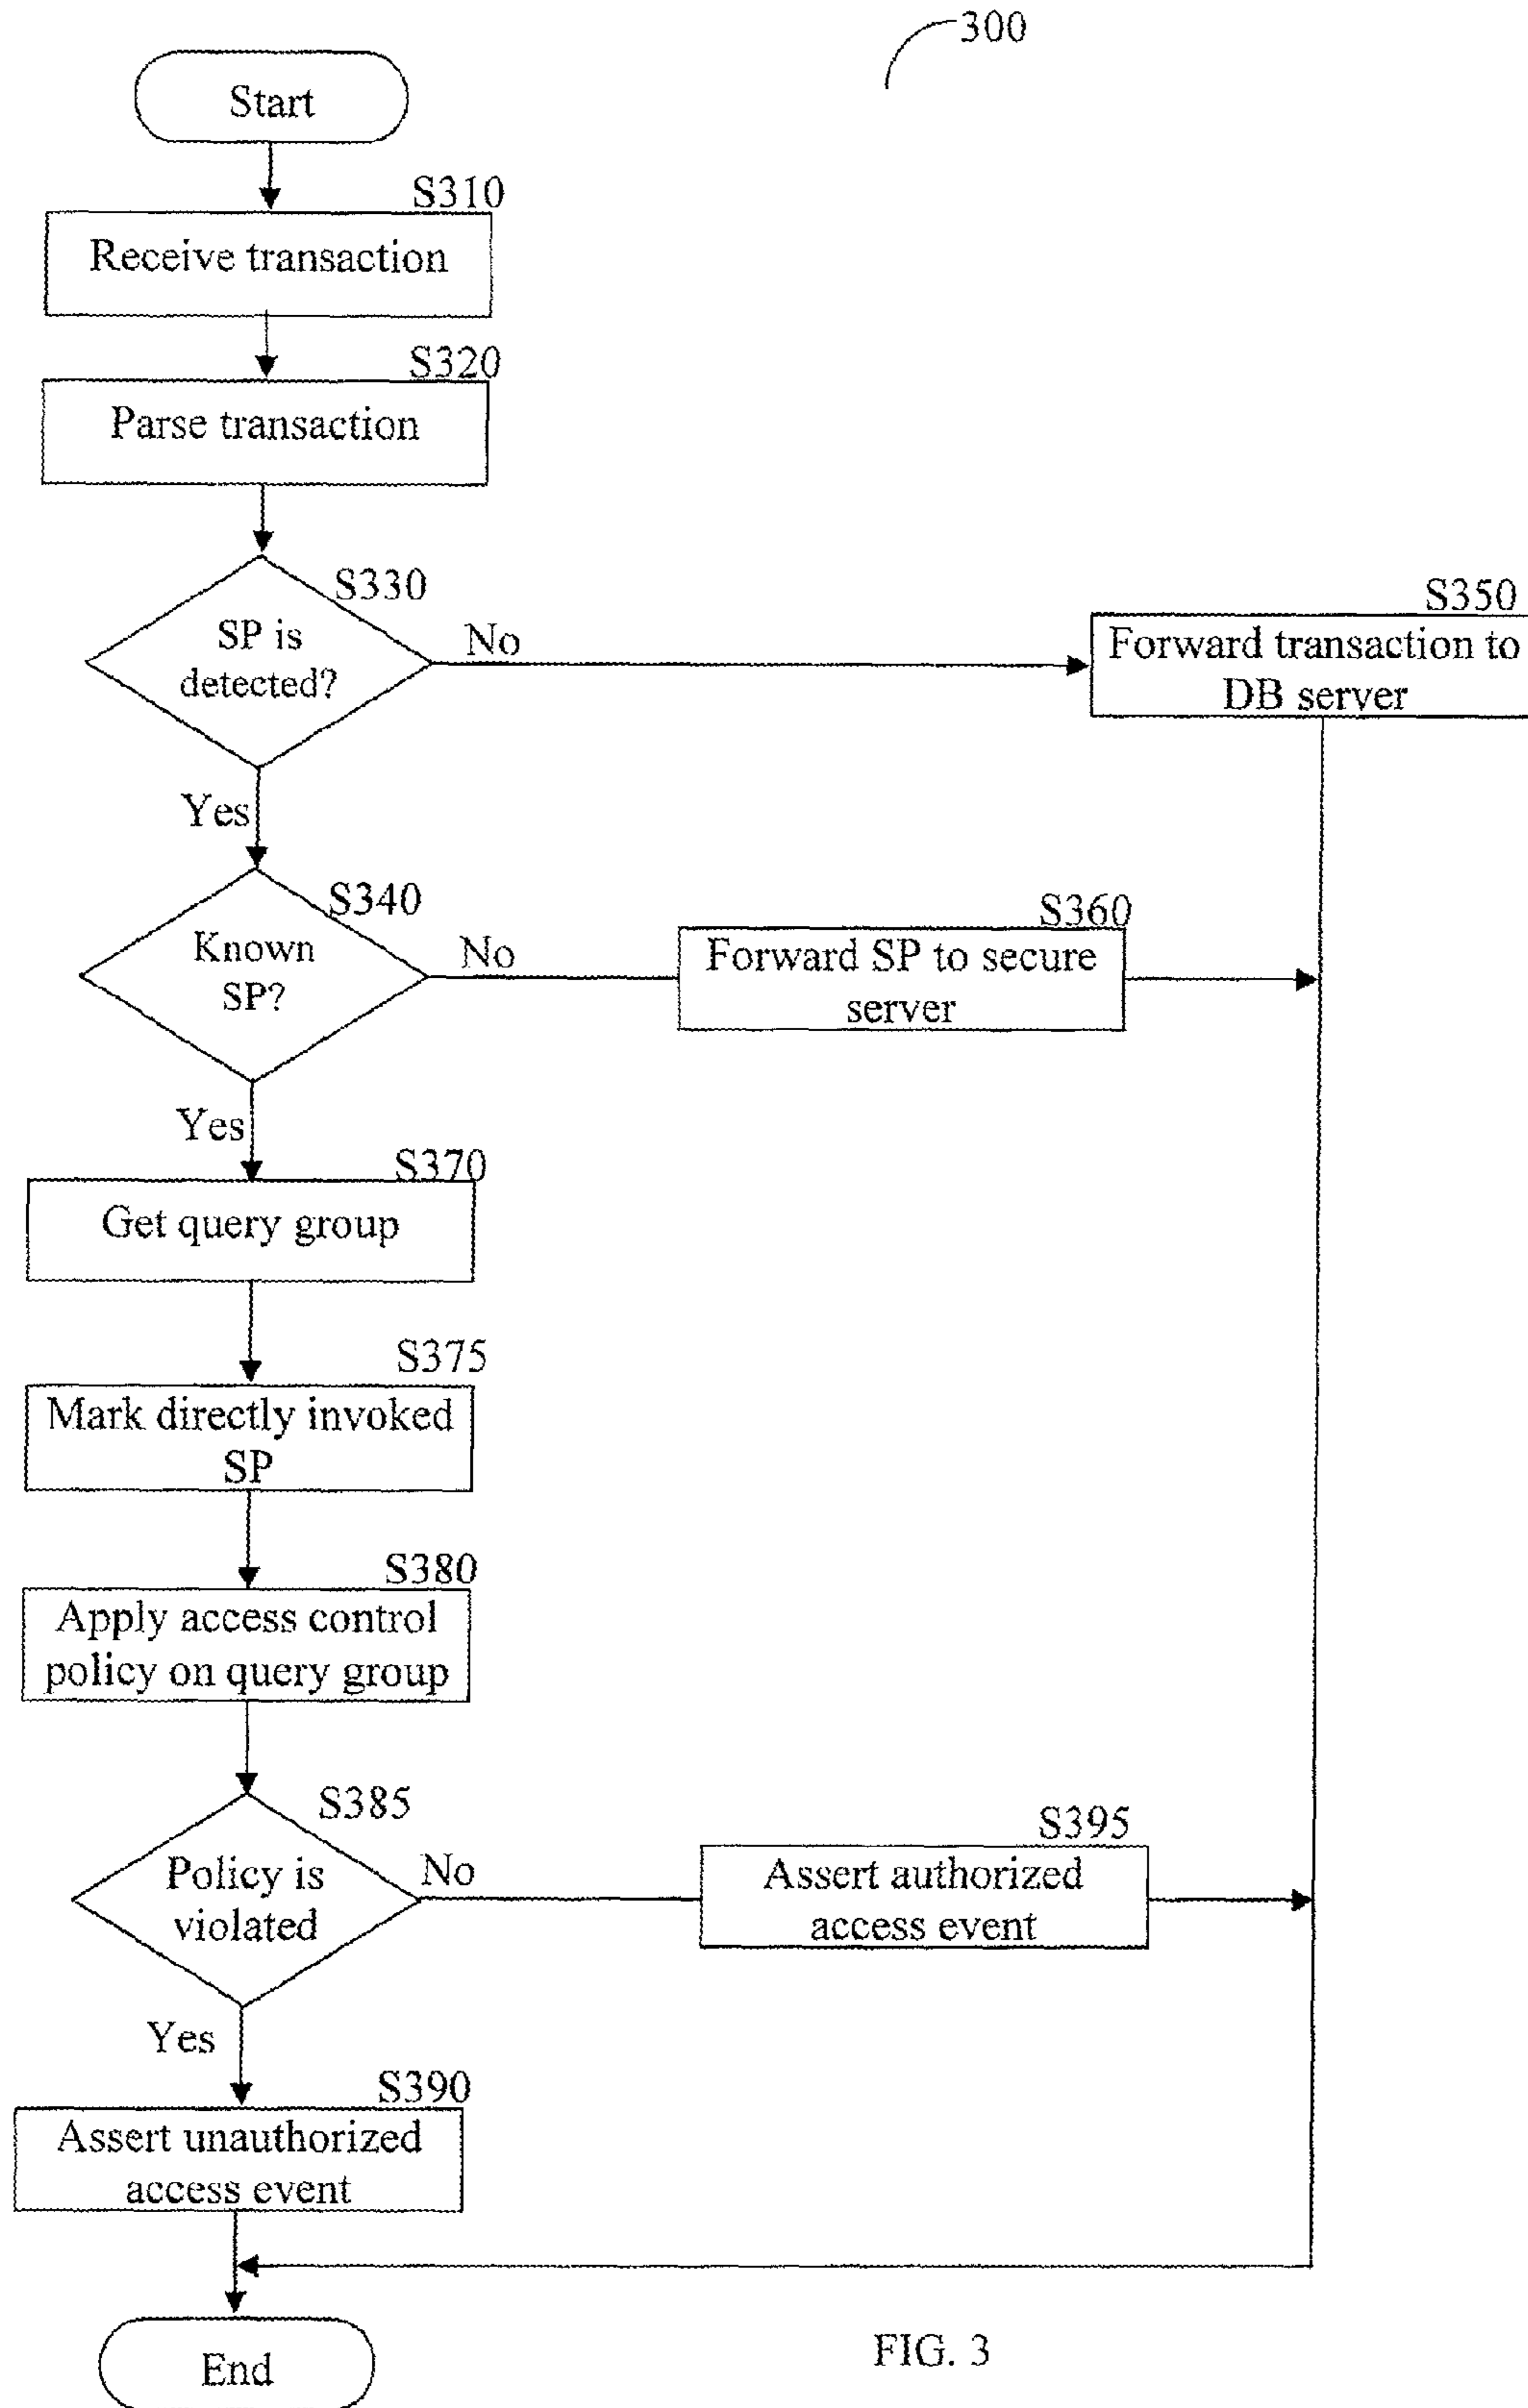 300
Start
S310
Receive transaction
S320
Parse transaction
S330
SP is
detected?
No
S350
Forward transaction to
DB server
Yes
S340
Known
SP?
No
S360
Forward SP to secure
server
Yes
S370
Get query group
S375
Mark directly invoked
SP
S380
Apply access control
policy on query group
S385
Policy is
violated
No
S395
Assert authorized
access event
Yes
S390
Assert unauthorized
access event
End
FIG. 3